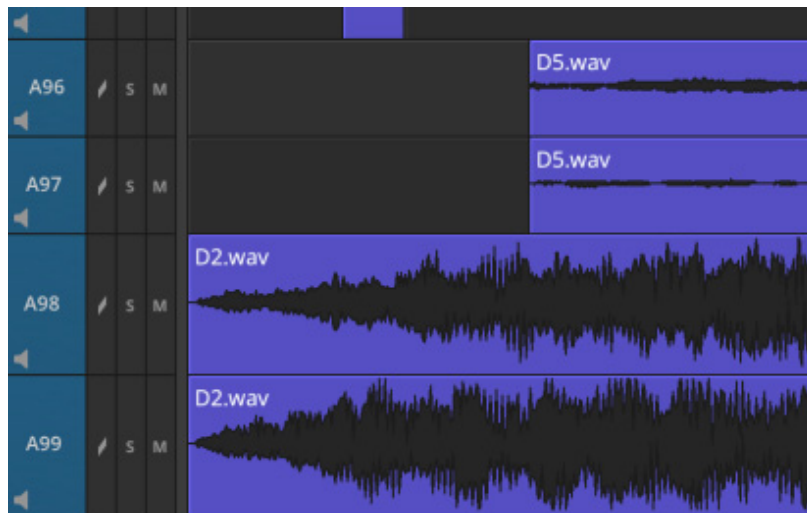 A96 S M D5.wav
A97 S M D5.wav
D2.wav
A98 S M
D2.wav
A99 S M